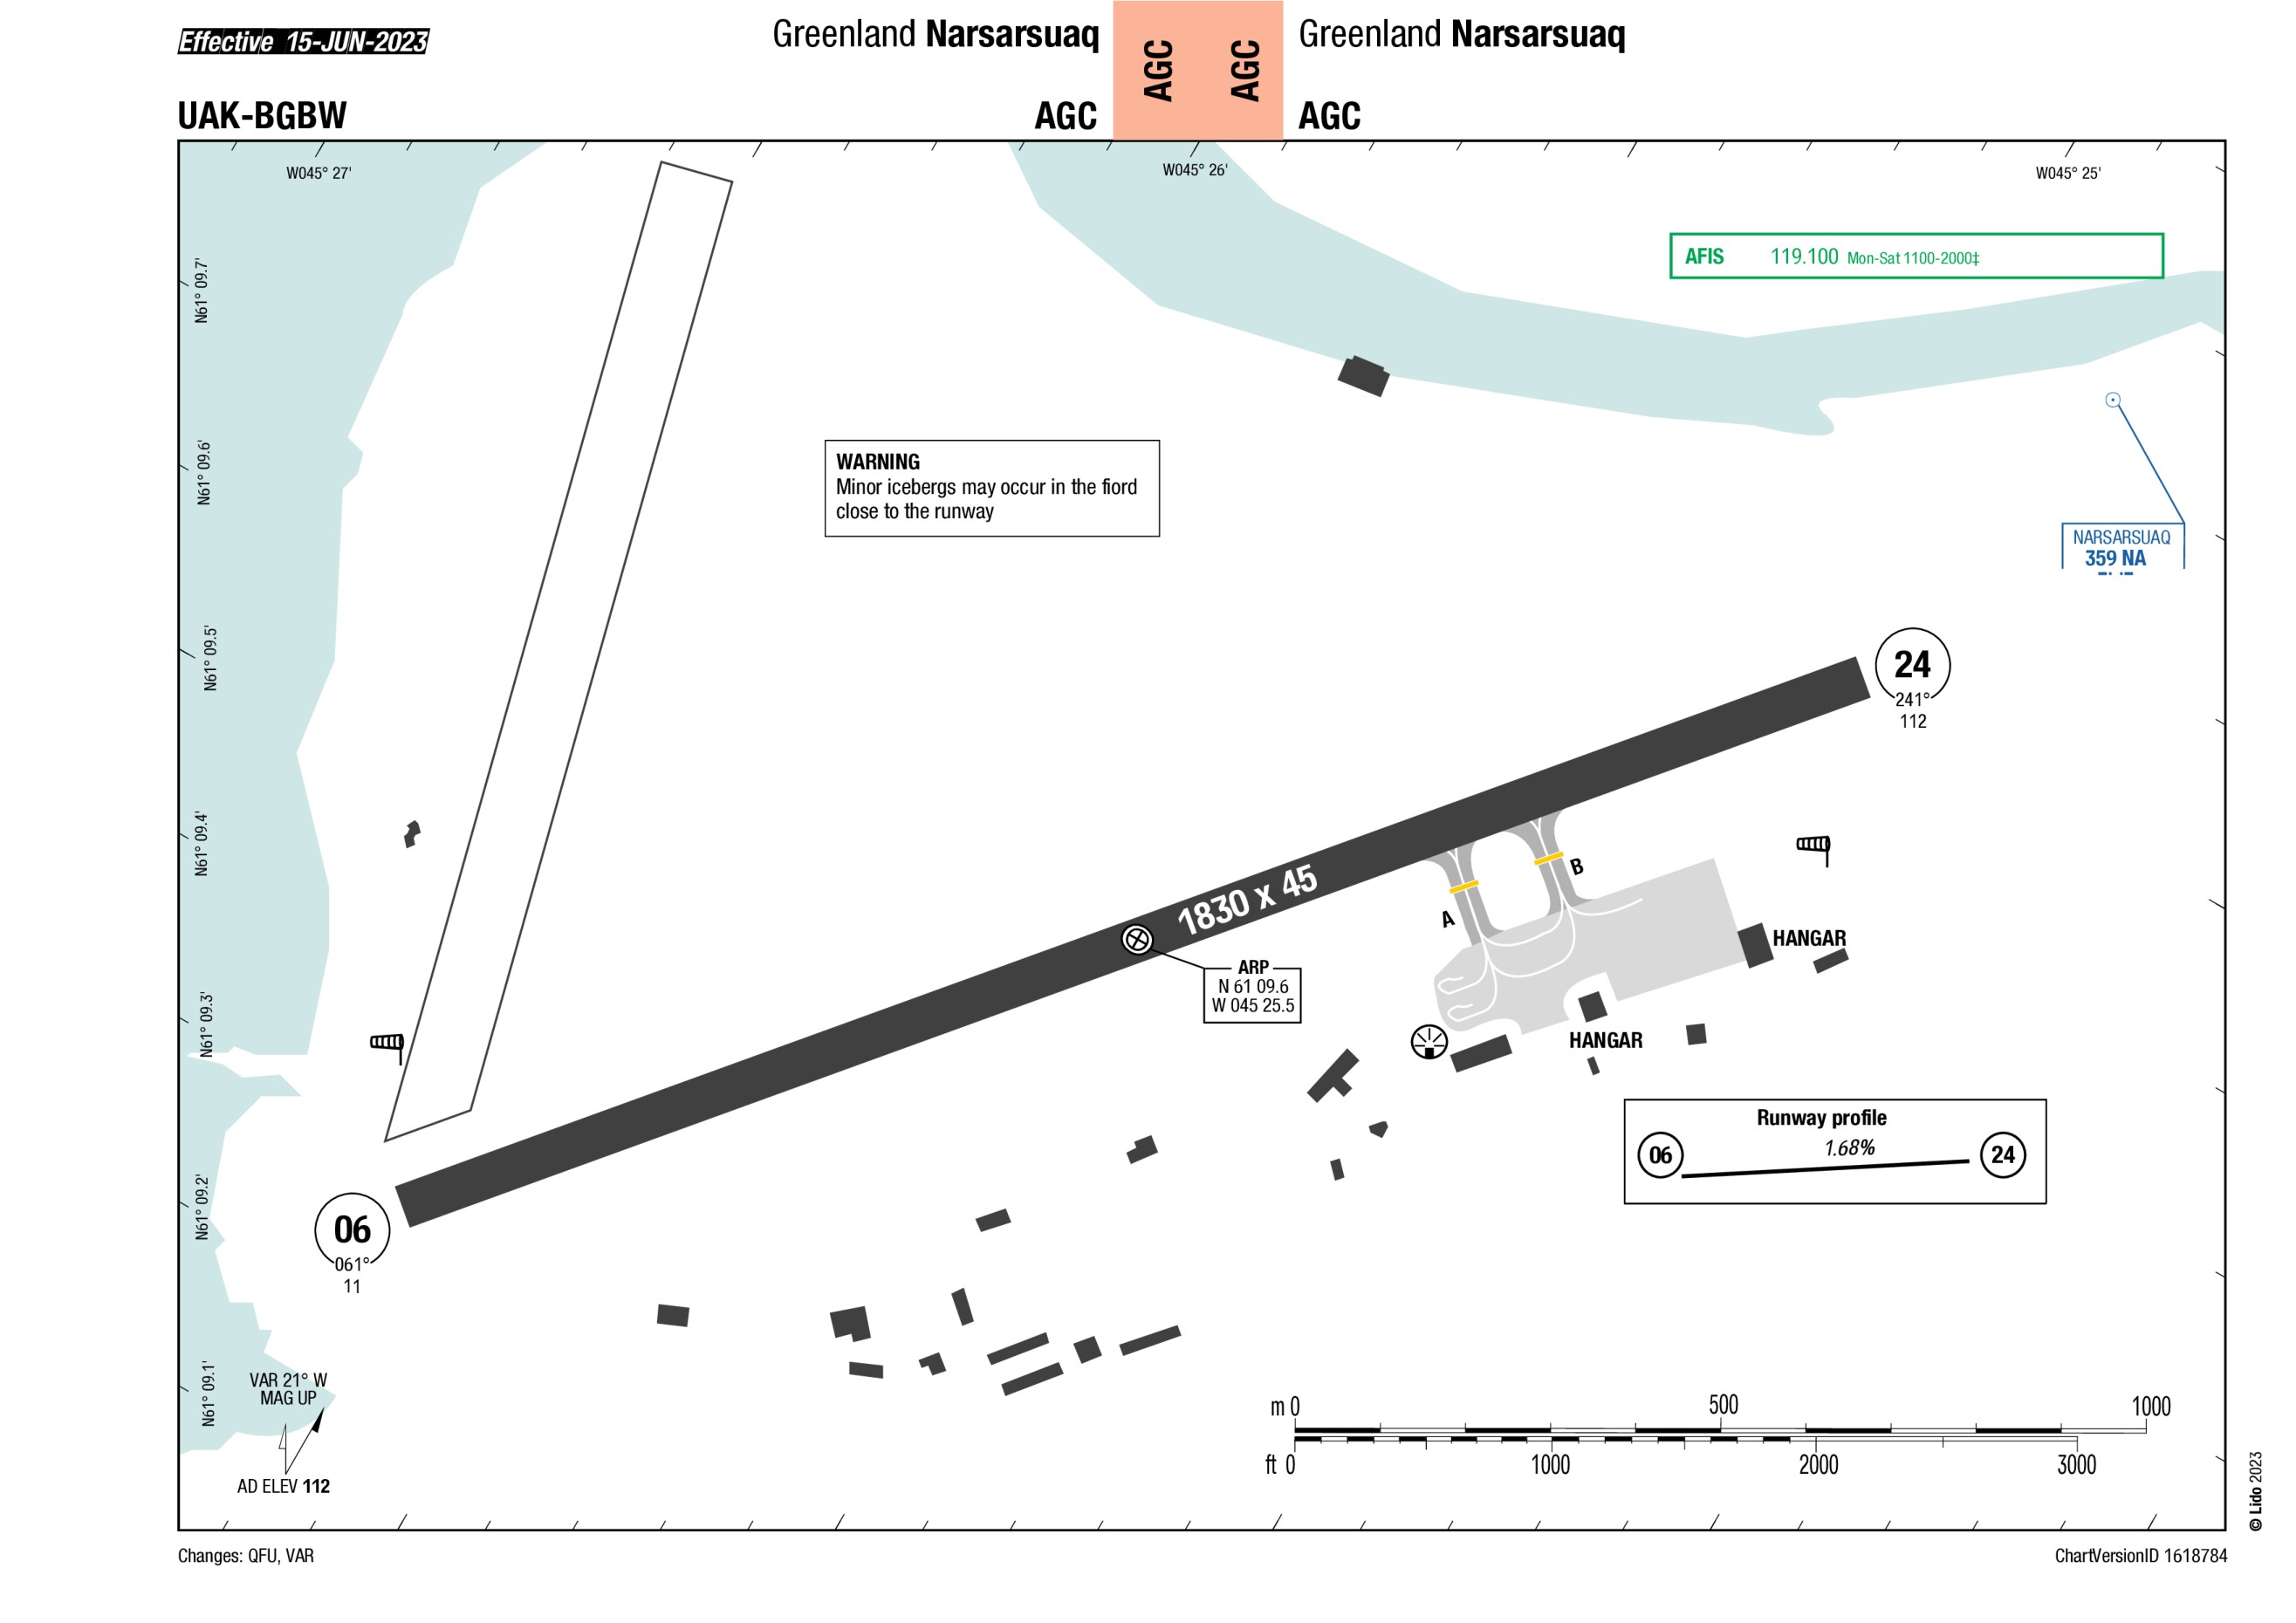 Effective 15-JUN-2023
Greenland Narsarsuaq
AGC
AGC
Greenland Narsarsuaq
UAK-BGBW
AGC
AGC
W045° 27'
W045° 26'
W045° 25'
AFIS 119.100 Mon-Sat 1100-2000‡
N61° 09.7'
N61° 09.6'
N61° 09.5'
N61° 09.4'
N61° 09.3'
N61° 09.2'
N61° 09.1'
WARNING
Minor icebergs may occur in the fiord
close to the runway
NARSARSUAQ
359 NA
24
241°
112
1830 x 45
A
B
HANGAR
ARP
N 61 09.6
W 045 25.5
HANGAR
Runway profile
06
1.68%
24
06
061°
11
VAR 21° W
MAG UP
AD ELEV 112
m 0 500 1000
ft 0 1000 2000 3000
© Lido 2023
Changes: QFU, VAR
ChartVersionID 1618784